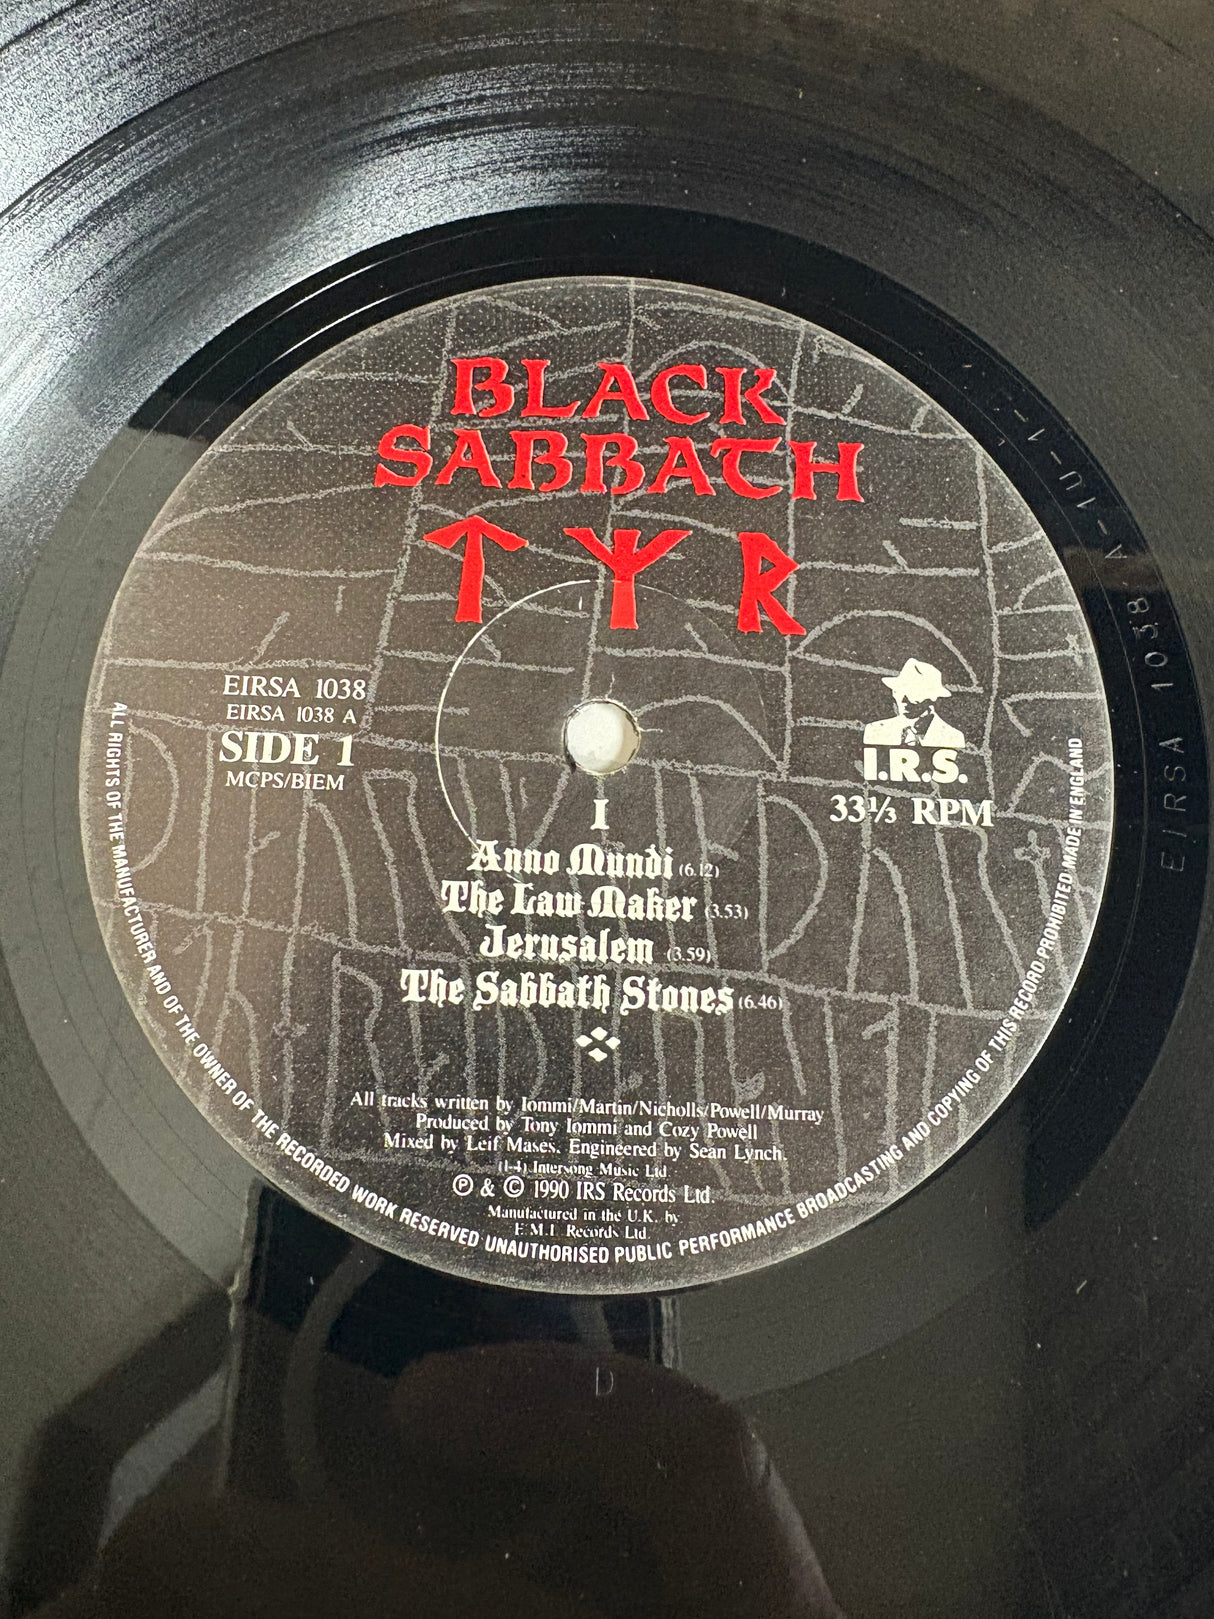 BLACK
SABBATH
ᛏᛉᚱ
EIRSA 1038
EIRSA 1038 A
SIDE 1
MCPS/BIEM
I.R.S.
33⅓ RPM
I
Anno Mundi (6.12)
The Law Maker (3.53)
Jerusalem (3.59)
The Sabbath Stones (6.46)
All tracks written by Iommi/Martin/Nicholls/Powell/Murray
Produced by Tony Iommi and Cozy Powell
Mixed by Leif Mases. Engineered by Sean Lynch.
(1-4) Intersong Music Ltd.
℗ & © 1990 IRS Records Ltd.
Manufactured in the U.K. by
E.M.I. Records Ltd.
ALL RIGHTS OF THE MANUFACTURER AND OF THE OWNER OF THE RECORDED WORK RESERVED UNAUTHORISED PUBLIC PERFORMANCE BROADCASTING AND COPYING OF THIS RECORD PROHIBITED MADE IN ENGLAND
EIRSA 1038 A-1U-1-
D